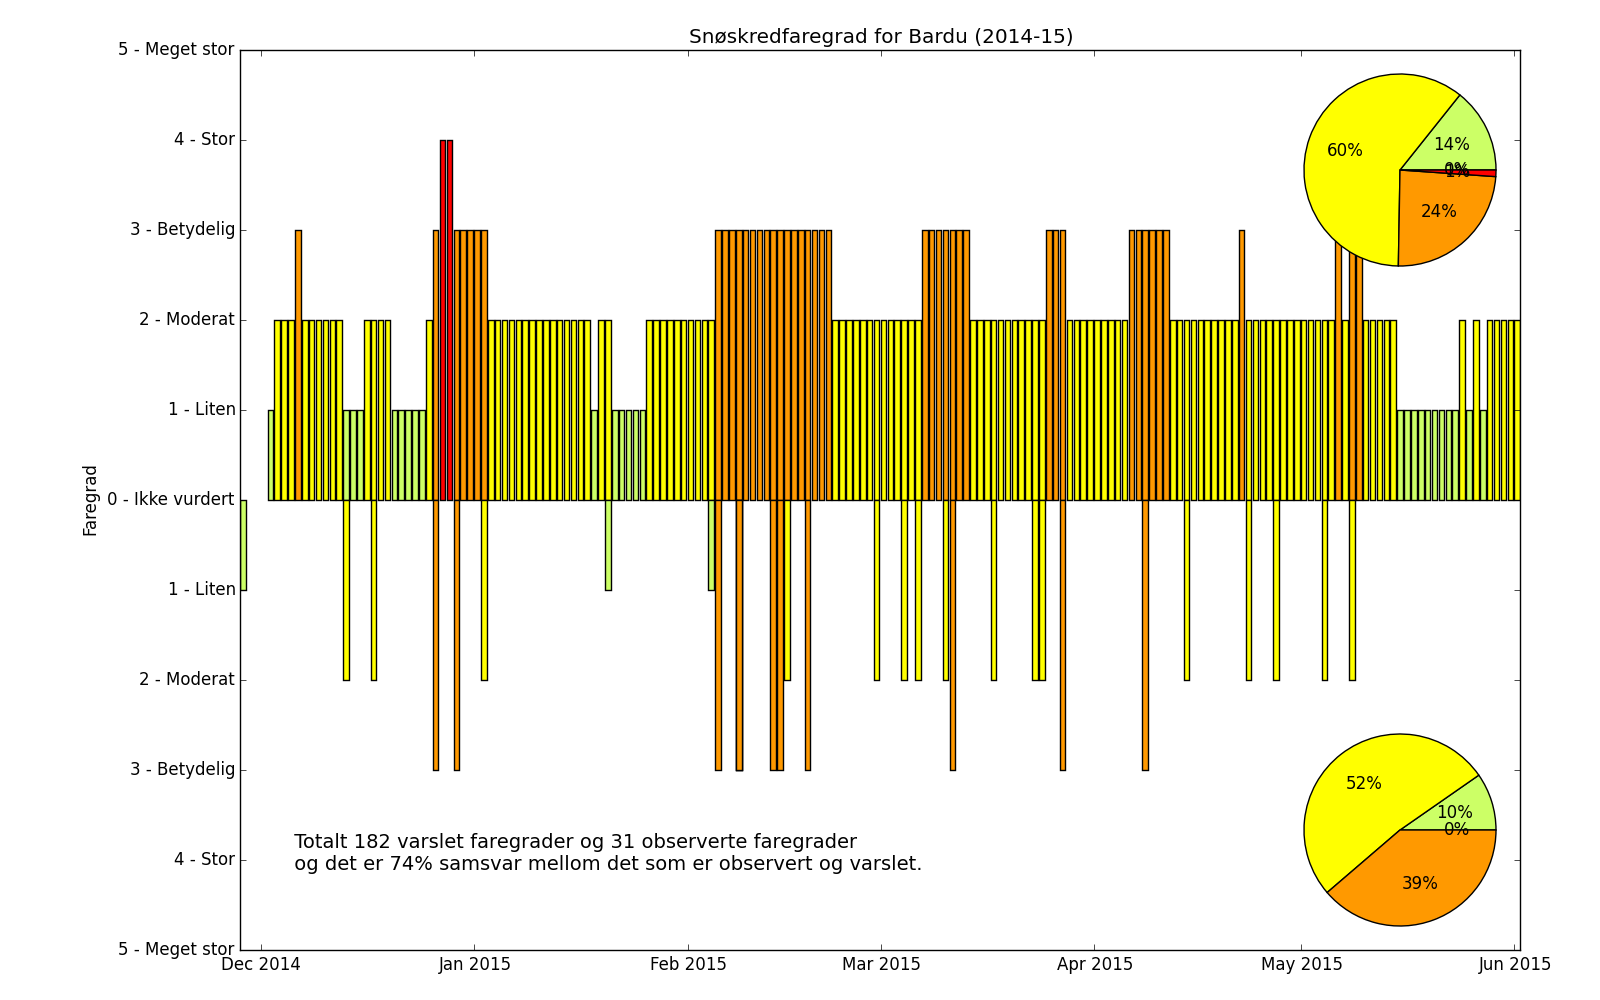 Snøskredfaregrad for Bardu (2014-15)
5 - Meget stor
4 - Stor
3 - Betydelig
2 - Moderat
1 - Liten
0 - Ikke vurdert
1 - Liten
2 - Moderat
3 - Betydelig
4 - Stor
5 - Meget stor
Faregrad
60%
14%
0%
1%
24%
52%
10%
0%
39%
Totalt 182 varslet faregrader og 31 observerte faregrader
og det er 74% samsvar mellom det som er observert og varslet.
Dec 2014
Jan 2015
Feb 2015
Mar 2015
Apr 2015
May 2015
Jun 2015